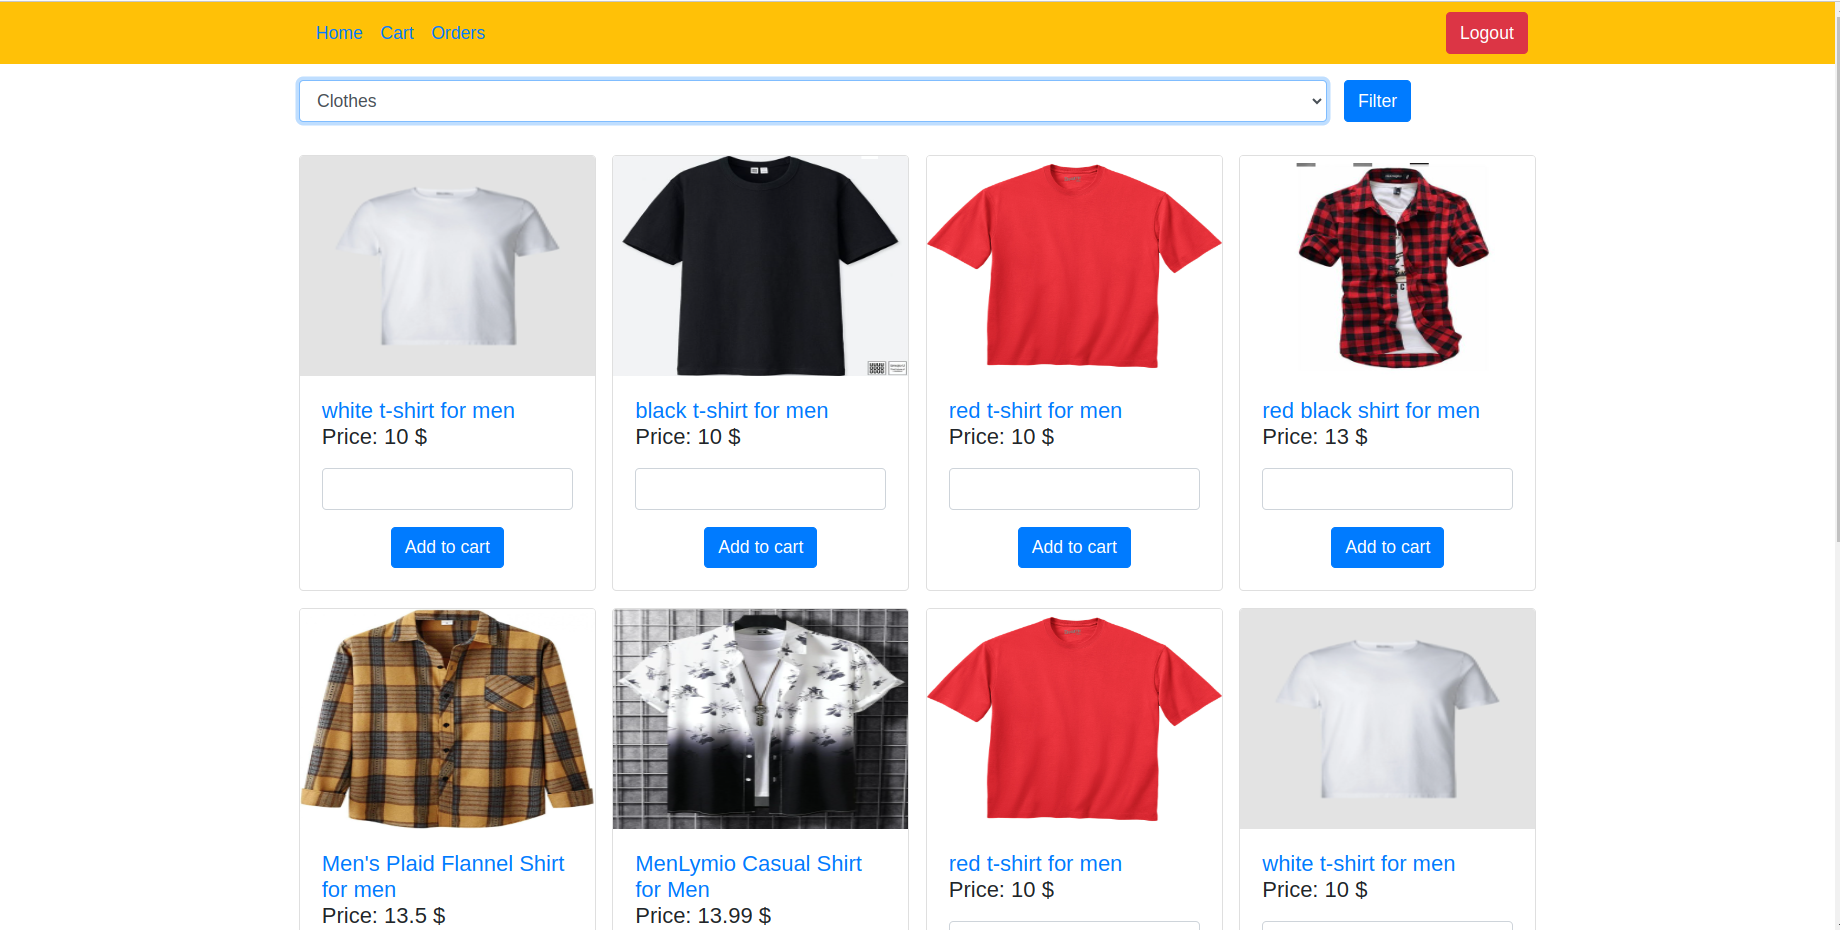 Home Cart Orders Logout
Clothes Filter
white t-shirt for men
Price: 10 $
Add to cart
black t-shirt for men
Price: 10 $
Add to cart
red t-shirt for men
Price: 10 $
Add to cart
red black shirt for men
Price: 13 $
Add to cart
Men's Plaid Flannel Shirt
for men
Price: 13.5 $
MenLymio Casual Shirt
for Men
Price: 13.99 $
red t-shirt for men
Price: 10 $
white t-shirt for men
Price: 10 $